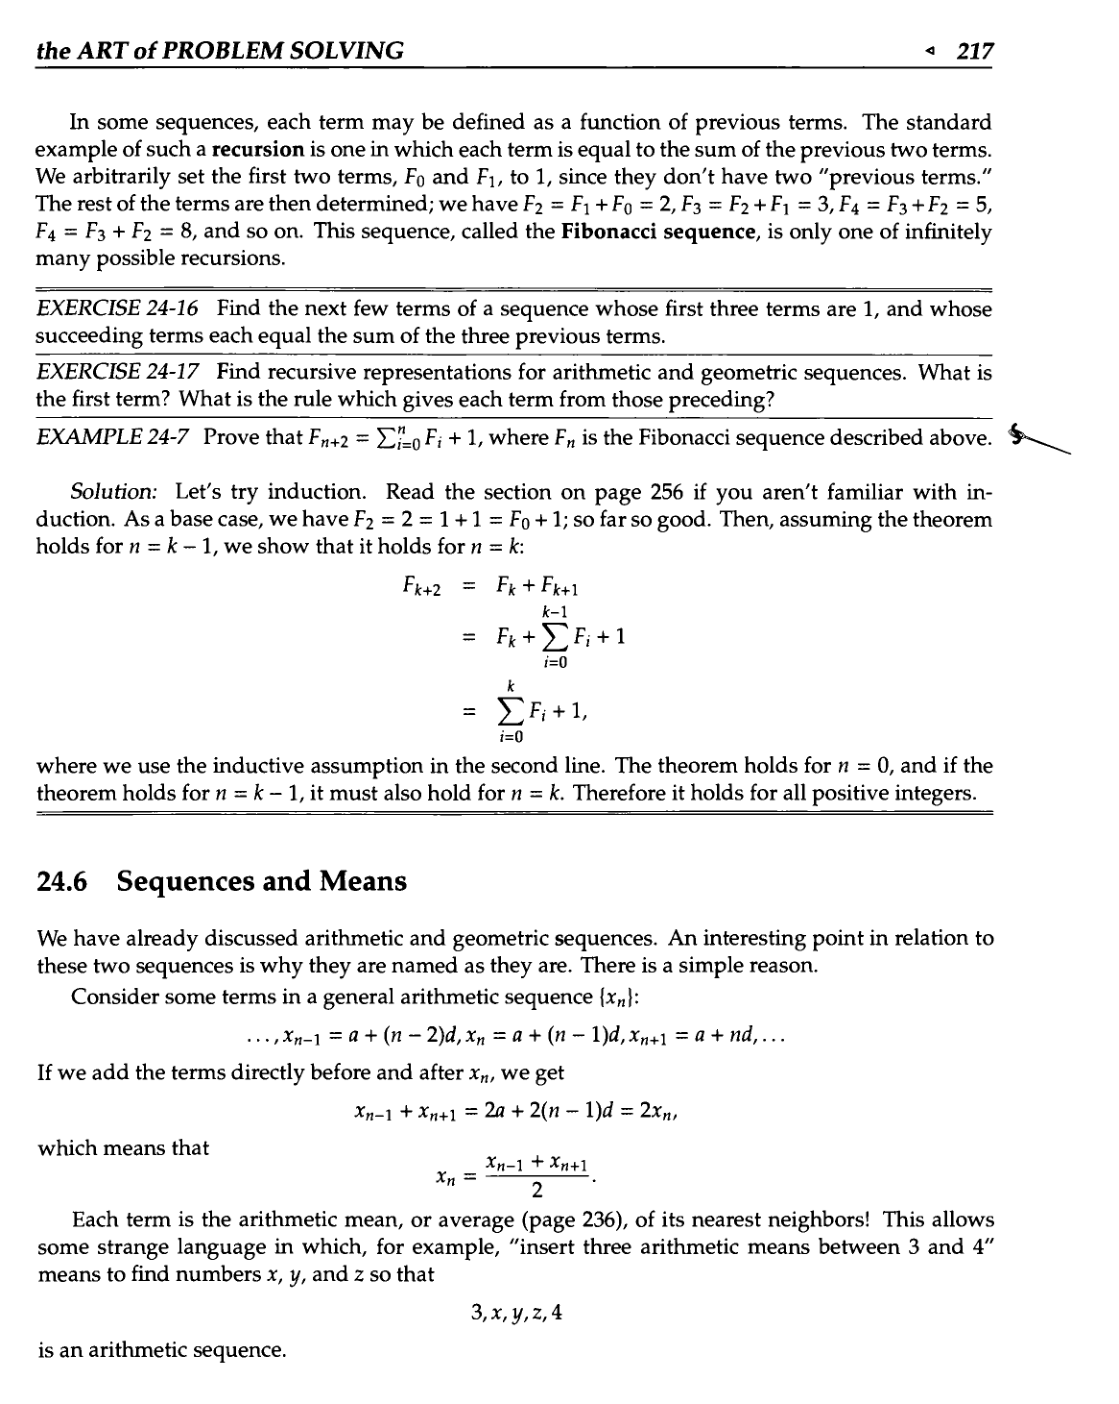 the ART of PROBLEM SOLVING ◁ 217
In some sequences, each term may be defined as a function of previous terms. The standard
example of such a recursion is one in which each term is equal to the sum of the previous two terms.
We arbitrarily set the first two terms, F₀ and F₁, to 1, since they don't have two "previous terms."
The rest of the terms are then determined; we have F₂ = F₁ + F₀ = 2, F₃ = F₂ + F₁ = 3, F₄ = F₃ + F₂ = 5,
F₄ = F₃ + F₂ = 8, and so on. This sequence, called the Fibonacci sequence, is only one of infinitely
many possible recursions.
EXERCISE 24-16 Find the next few terms of a sequence whose first three terms are 1, and whose
succeeding terms each equal the sum of the three previous terms.
EXERCISE 24-17 Find recursive representations for arithmetic and geometric sequences. What is
the first term? What is the rule which gives each term from those preceding?
EXAMPLE 24-7 Prove that Fₙ₊₂ = ∑ⁿᵢ₌₀ Fᵢ + 1, where Fₙ is the Fibonacci sequence described above.
Solution: Let's try induction. Read the section on page 256 if you aren't familiar with in-
duction. As a base case, we have F₂ = 2 = 1 + 1 = F₀ + 1; so far so good. Then, assuming the theorem
holds for n = k − 1, we show that it holds for n = k:
Fₖ₊₂ = Fₖ + Fₖ₊₁
k−1
= Fₖ + ∑ Fᵢ + 1
i=0
k
= ∑ Fᵢ + 1,
i=0
where we use the inductive assumption in the second line. The theorem holds for n = 0, and if the
theorem holds for n = k − 1, it must also hold for n = k. Therefore it holds for all positive integers.
24.6 Sequences and Means
We have already discussed arithmetic and geometric sequences. An interesting point in relation to
these two sequences is why they are named as they are. There is a simple reason.
Consider some terms in a general arithmetic sequence {xₙ}:
..., xₙ₋₁ = a + (n − 2)d, xₙ = a + (n − 1)d, xₙ₊₁ = a + nd, ...
If we add the terms directly before and after xₙ, we get
xₙ₋₁ + xₙ₊₁ = 2a + 2(n − 1)d = 2xₙ,
which means that
xₙ = (xₙ₋₁ + xₙ₊₁)/2.
Each term is the arithmetic mean, or average (page 236), of its nearest neighbors! This allows
some strange language in which, for example, "insert three arithmetic means between 3 and 4"
means to find numbers x, y, and z so that
3, x, y, z, 4
is an arithmetic sequence.